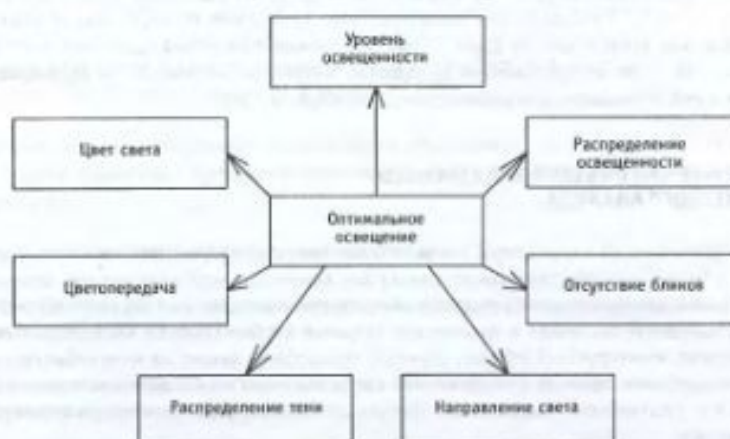 Уровень
освещенности
Цвет света
Распределение
освещенности
Оптимальное
освещение
Цветопередача
Отсутствие бликов
Распределение тени
Направление света